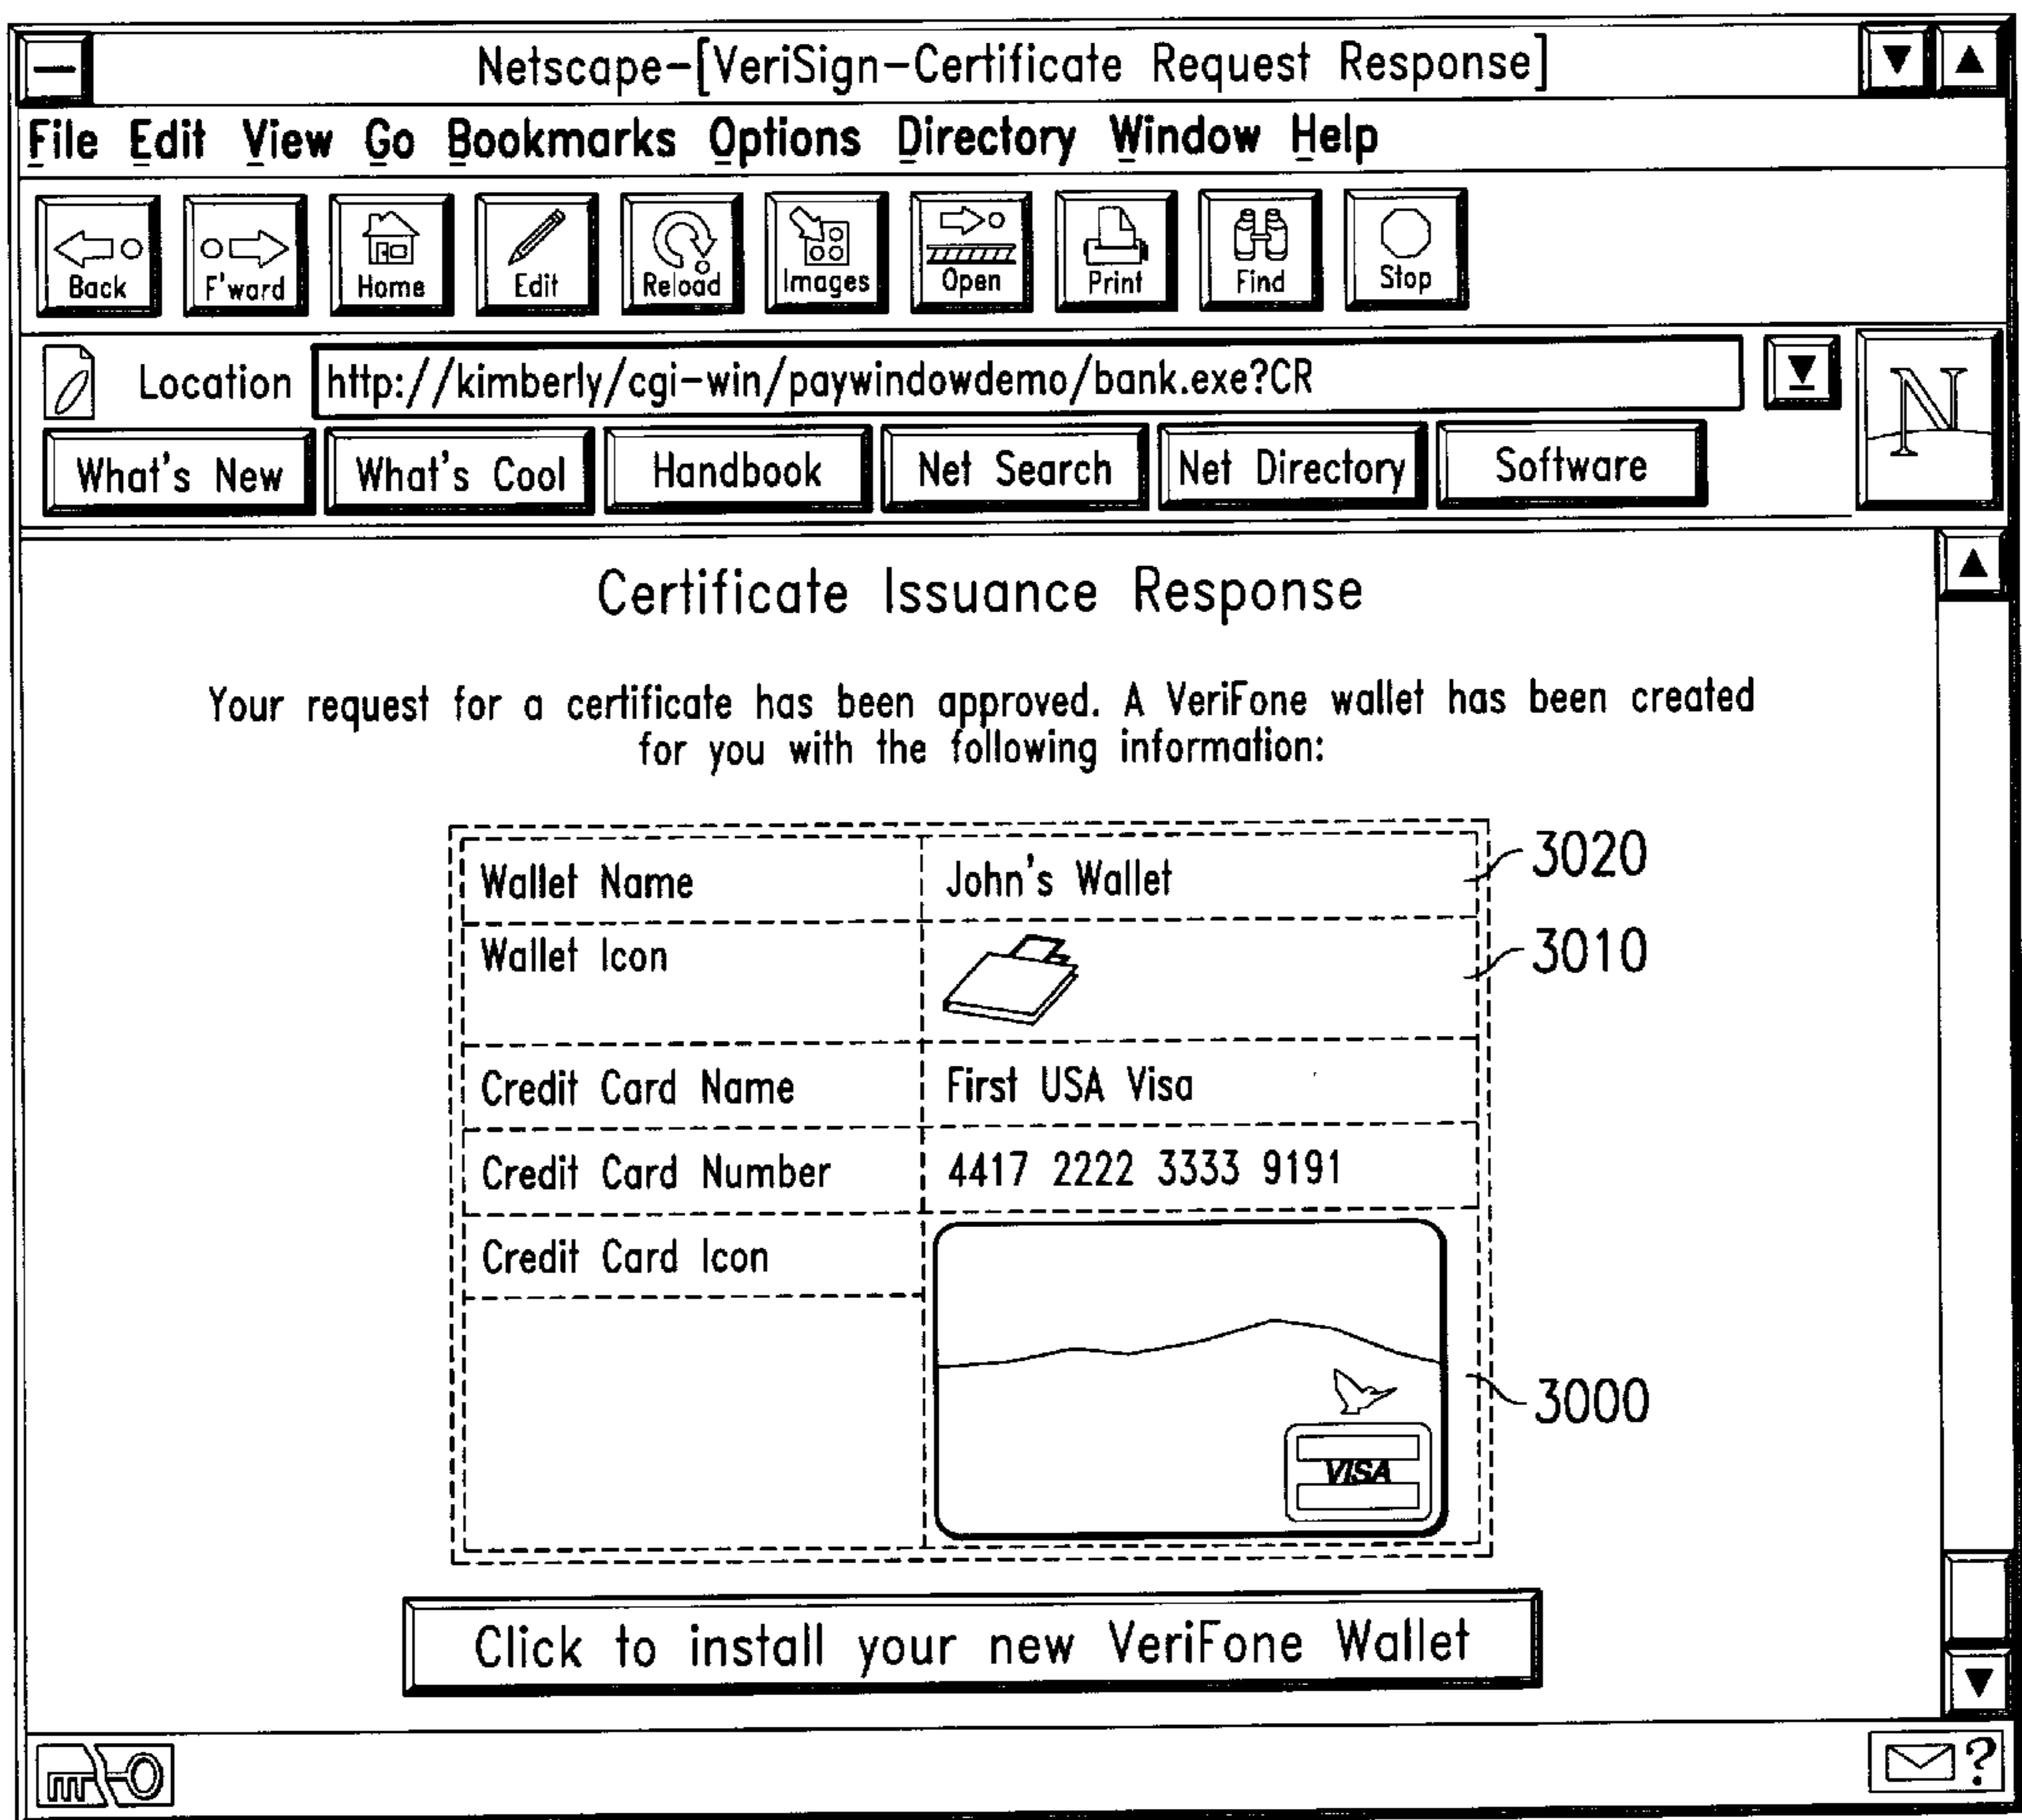 Netscape-[VeriSign-Certificate Request Response]
File Edit View Go Bookmarks Options Directory Window Help
Back F'ward Home Edit Reload Images Open Print Find Stop
Location http://kimberly/cgi-win/paywindowdemo/bank.exe?CR
N
What's New What's Cool Handbook Net Search Net Directory Software
Certificate Issuance Response
Your request for a certificate has been approved. A VeriFone wallet has been created
for you with the following information:
Wallet Name John's Wallet 3020
Wallet Icon 3010
Credit Card Name First USA Visa
Credit Card Number 4417 2222 3333 9191
Credit Card Icon
3000
VISA
Click to install your new VeriFone Wallet
?